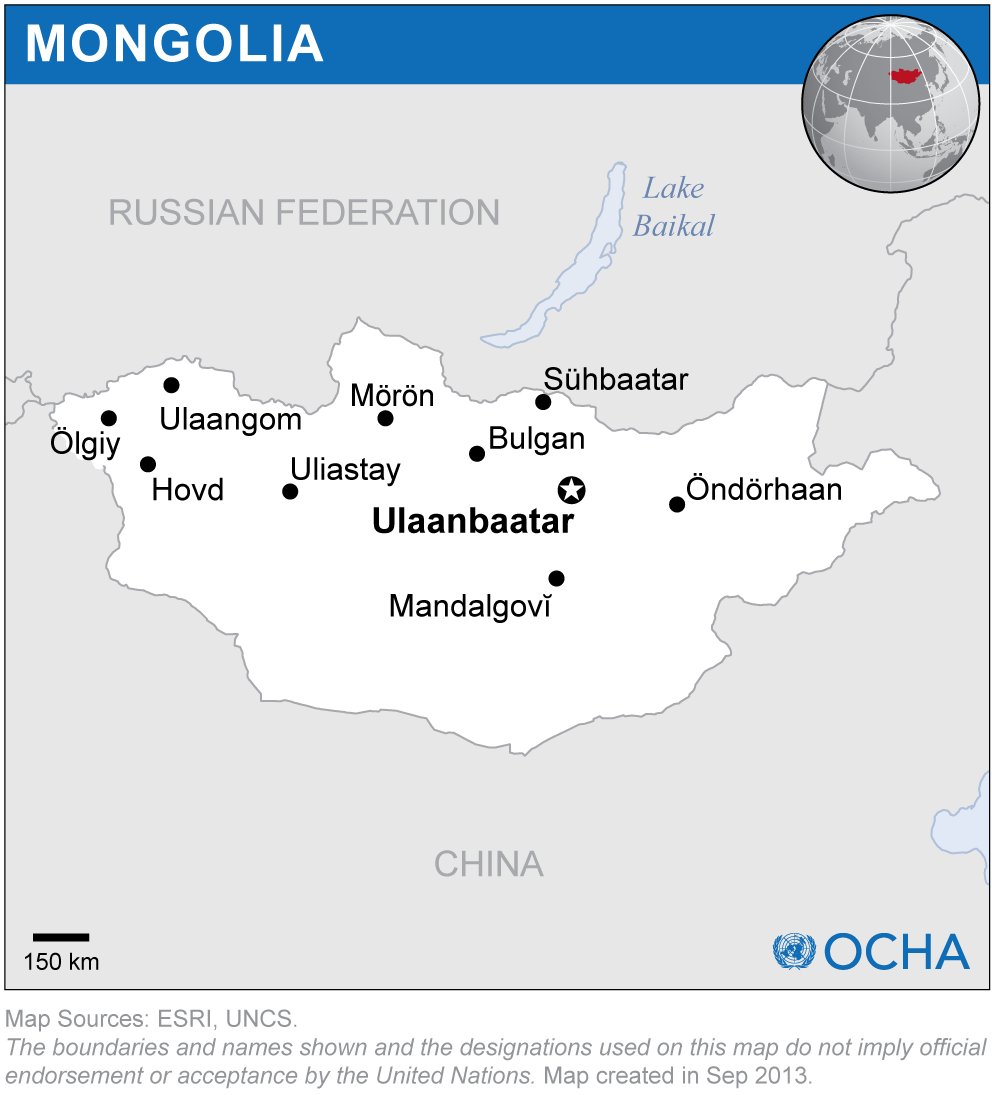 MONGOLIA
RUSSIAN FEDERATION
Lake
Baikal
Sühbaatar
Mörön
Ulaangom
Ölgiy
Bulgan
Uliastay
Hovd
Öndörhaan
Ulaanbaatar
Mandalgovĭ
CHINA
150 km
OCHA
Map Sources: ESRI, UNCS.
The boundaries and names shown and the designations used on this map do not imply official
endorsement or acceptance by the United Nations. Map created in Sep 2013.